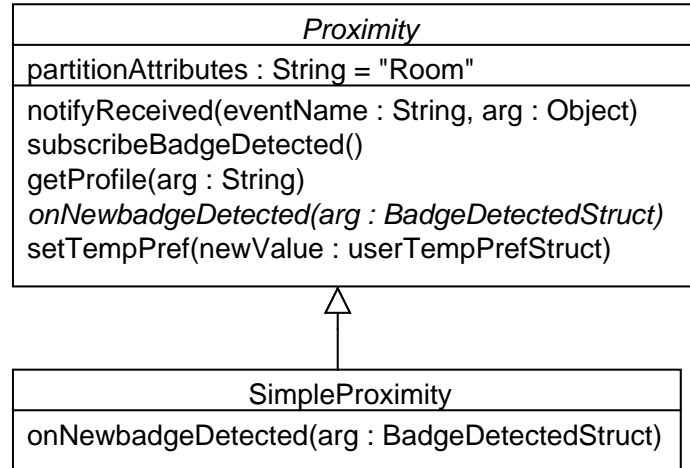 Proximity
partitionAttributes : String = "Room"
notifyReceived(eventName : String, arg : Object)
subscribeBadgeDetected()
getProfile(arg : String)
onNewbadgeDetected(arg : BadgeDetectedStruct)
setTempPref(newValue : userTempPrefStruct)
SimpleProximity
onNewbadgeDetected(arg : BadgeDetectedStruct)